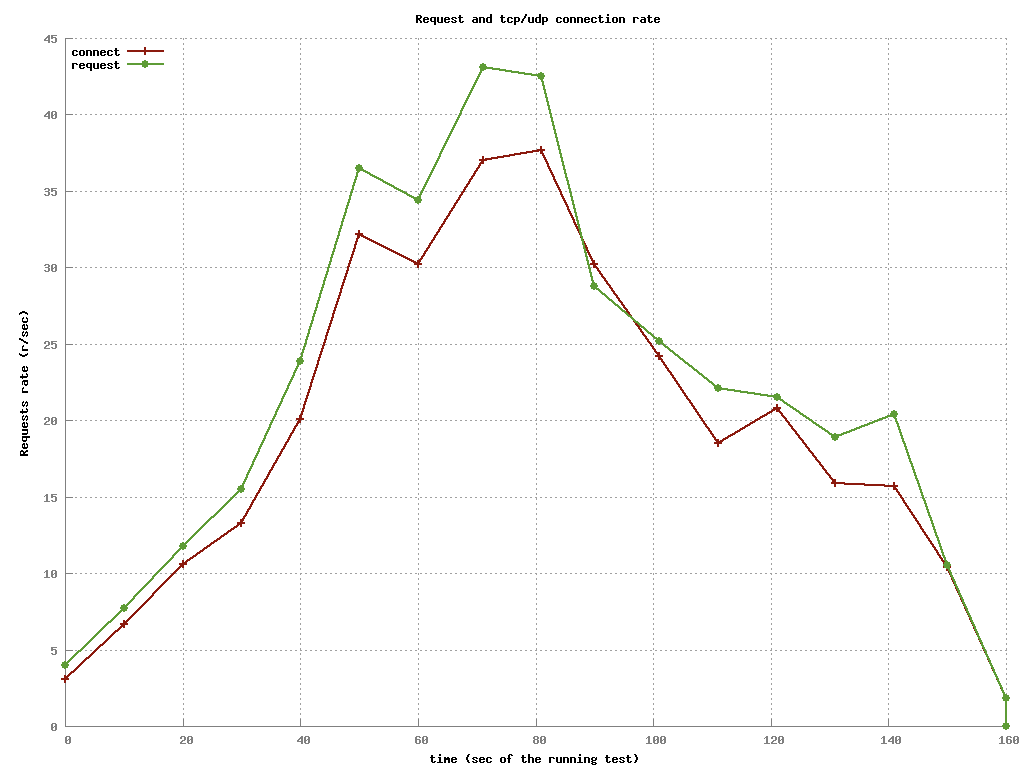 Request and tcp/udp connection rate
connect
request
45
40
35
30
25
20
15
10
5
0
Requests rate (r/sec)
0 20 40 60 80 100 120 140 160
time (sec of the running test)